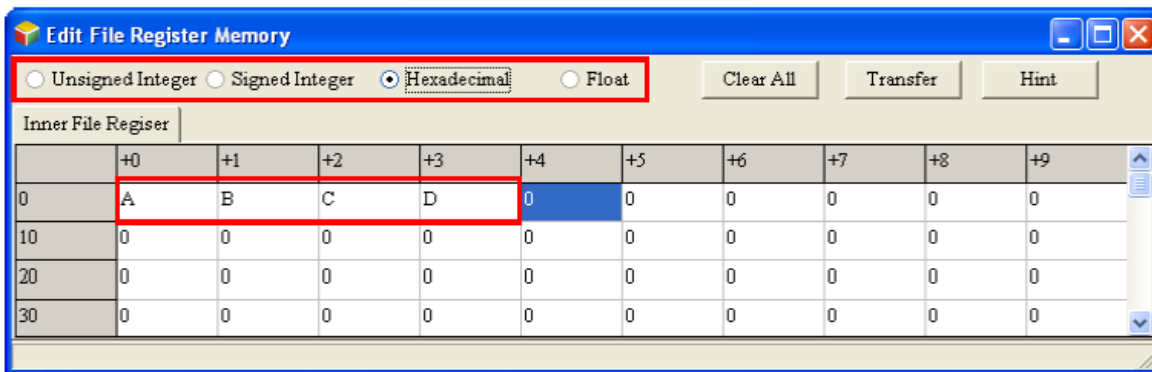 Edit File Register Memory
Unsigned Integer Signed Integer Hexadecimal Float Clear All Transfer Hint
Inner File Regiser
+0 +1 +2 +3 +4 +5 +6 +7 +8 +9
0 A B C D 0 0 0 0 0 0
10 0 0 0 0 0 0 0 0 0 0
20 0 0 0 0 0 0 0 0 0 0
30 0 0 0 0 0 0 0 0 0 0